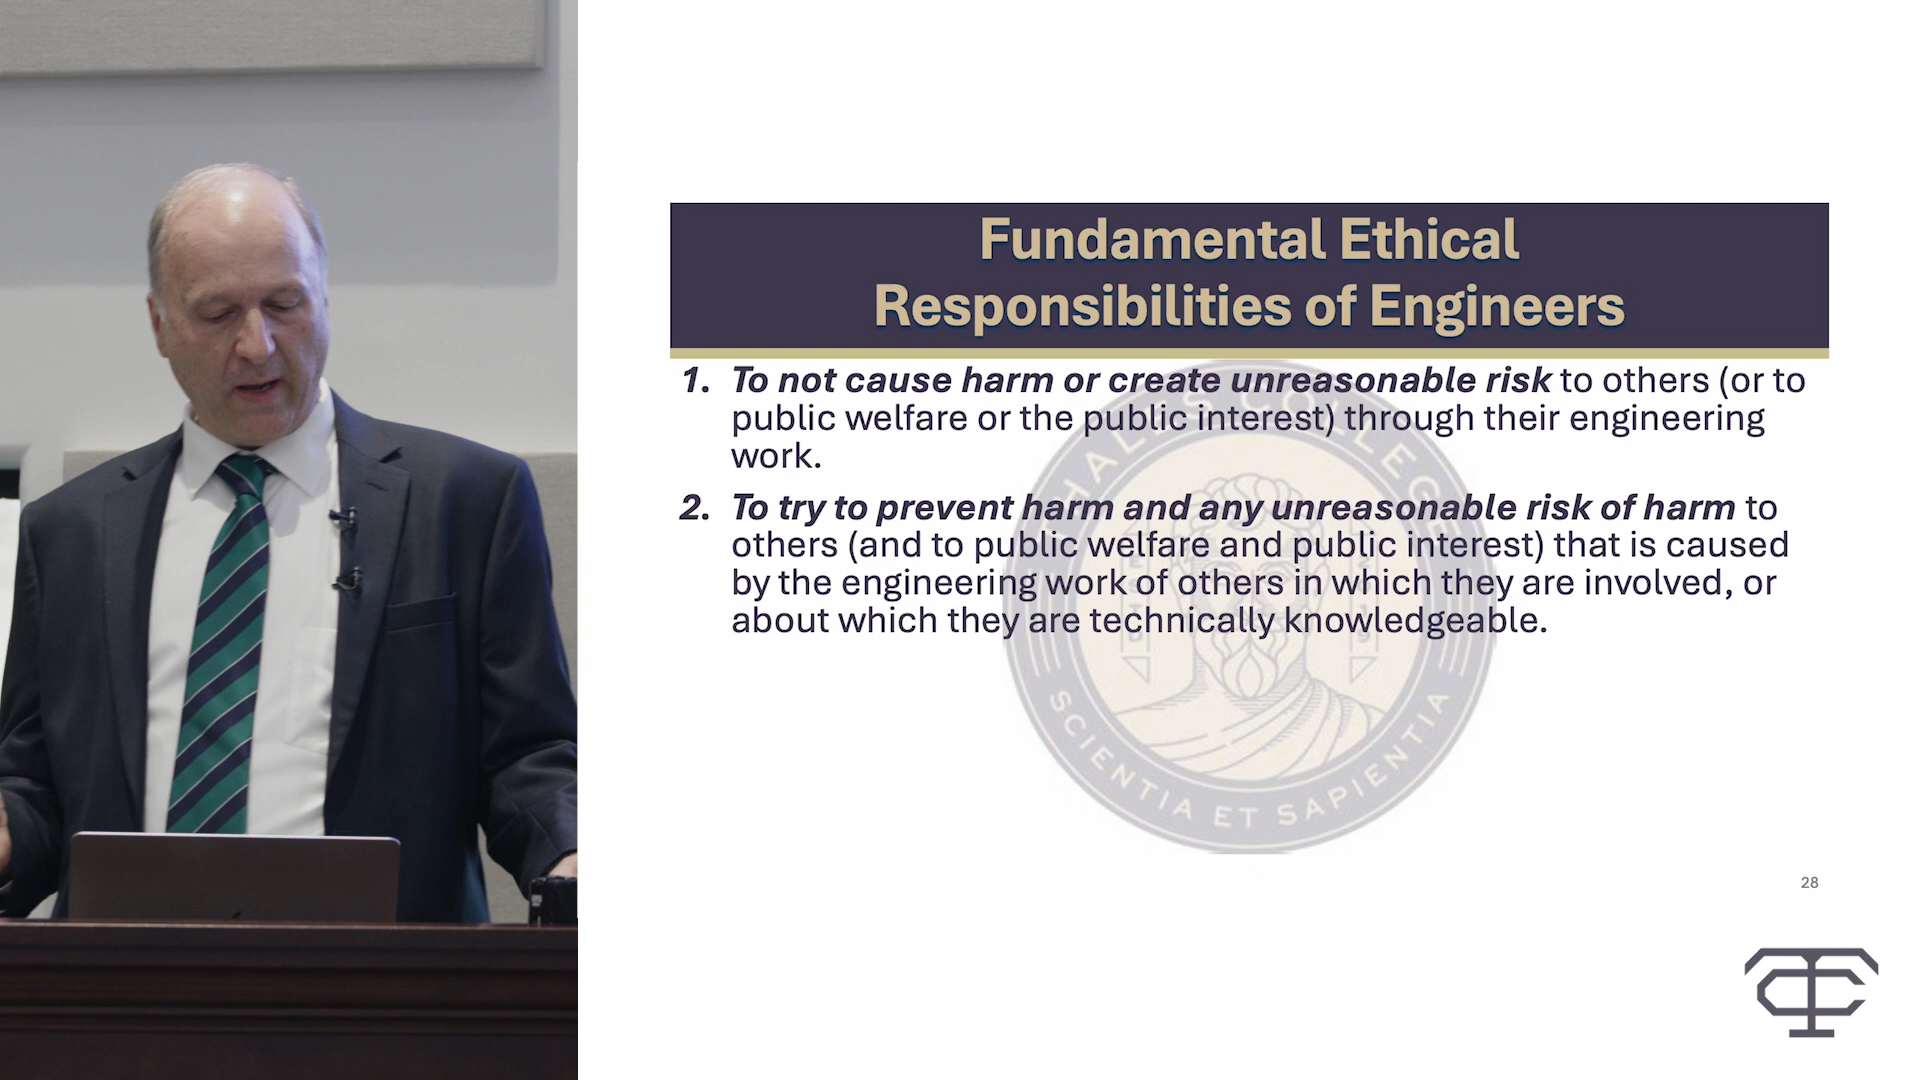 Fundamental Ethical
Responsibilities of Engineers
1. To not cause harm or create unreasonable risk to others (or to
public welfare or the public interest) through their engineering
work.
2. To try to prevent harm and any unreasonable risk of harm to
others (and to public welfare and public interest) that is caused
by the engineering work of others in which they are involved, or
about which they are technically knowledgeable.
THALES COLLEGE
SCIENTIA ET SAPIENTIA
28